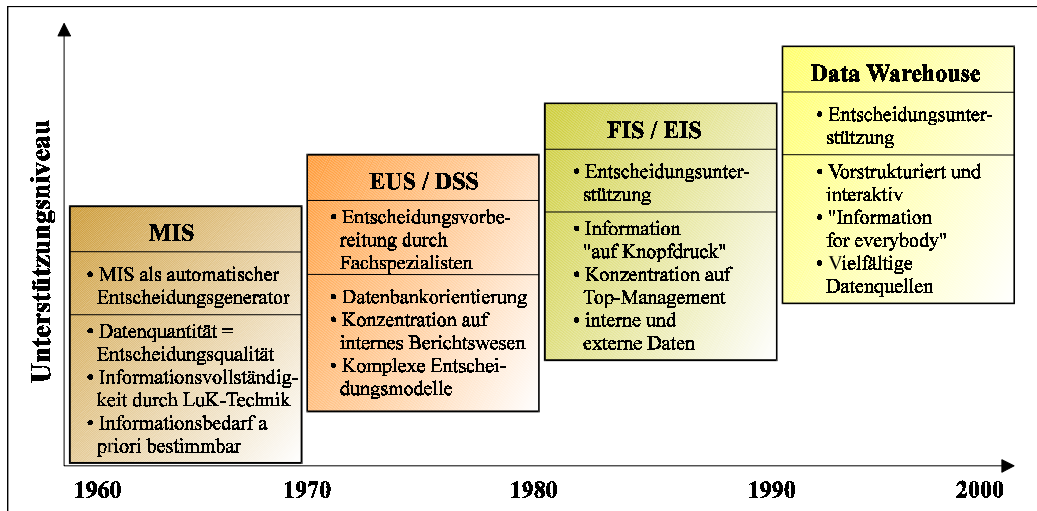 Unterstützungsniveau
MIS
• MIS als automatischer
Entscheidungsgenerator
• Datenquantität =
Entscheidungsqualität
• Informationsvollständig-
keit durch LuK-Technik
• Informationsbedarf a
priori bestimmbar
EUS / DSS
• Entscheidungsvorbe-
reitung durch
Fachspezialisten
• Datenbankorientierung
• Konzentration auf
internes Berichtswesen
• Komplexe Entschei-
dungsmodelle
FIS / EIS
• Entscheidungsunter-
stützung
• Information
"auf Knopfdruck"
• Konzentration auf
Top-Management
• interne und
externe Daten
Data Warehouse
• Entscheidungsunter-
stützung
• Vorstrukturiert und
interaktiv
• "Information
for everybody"
• Vielfältige
Datenquellen
1960 1970 1980 1990 2000